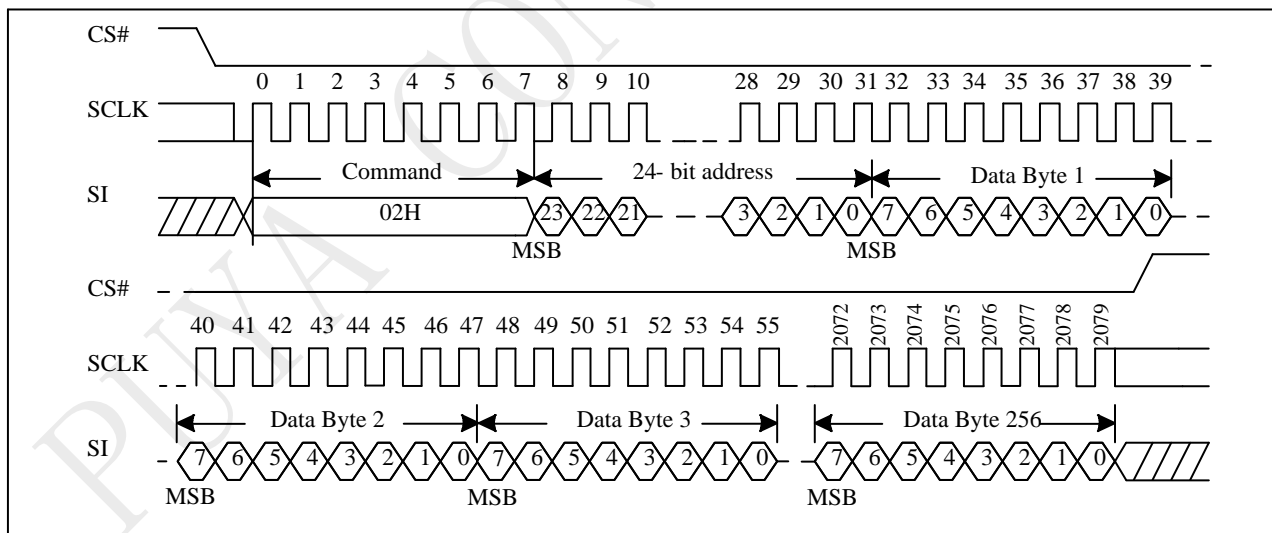 CS#
0 1 2 3 4 5 6 7 8 9 10 28 29 30 31 32 33 34 35 36 37 38 39
SCLK
Command 24- bit address Data Byte 1
SI
02H 23 22 21 3 2 1 0 7 6 5 4 3 2 1 0
MSB MSB
CS#
40 41 42 43 44 45 46 47 48 49 50 51 52 53 54 55 2072 2073 2074 2075 2076 2077 2078 2079
SCLK
Data Byte 2 Data Byte 3 Data Byte 256
SI
7 6 5 4 3 2 1 0 7 6 5 4 3 2 1 0 7 6 5 4 3 2 1 0
MSB MSB MSB
PUYA CON